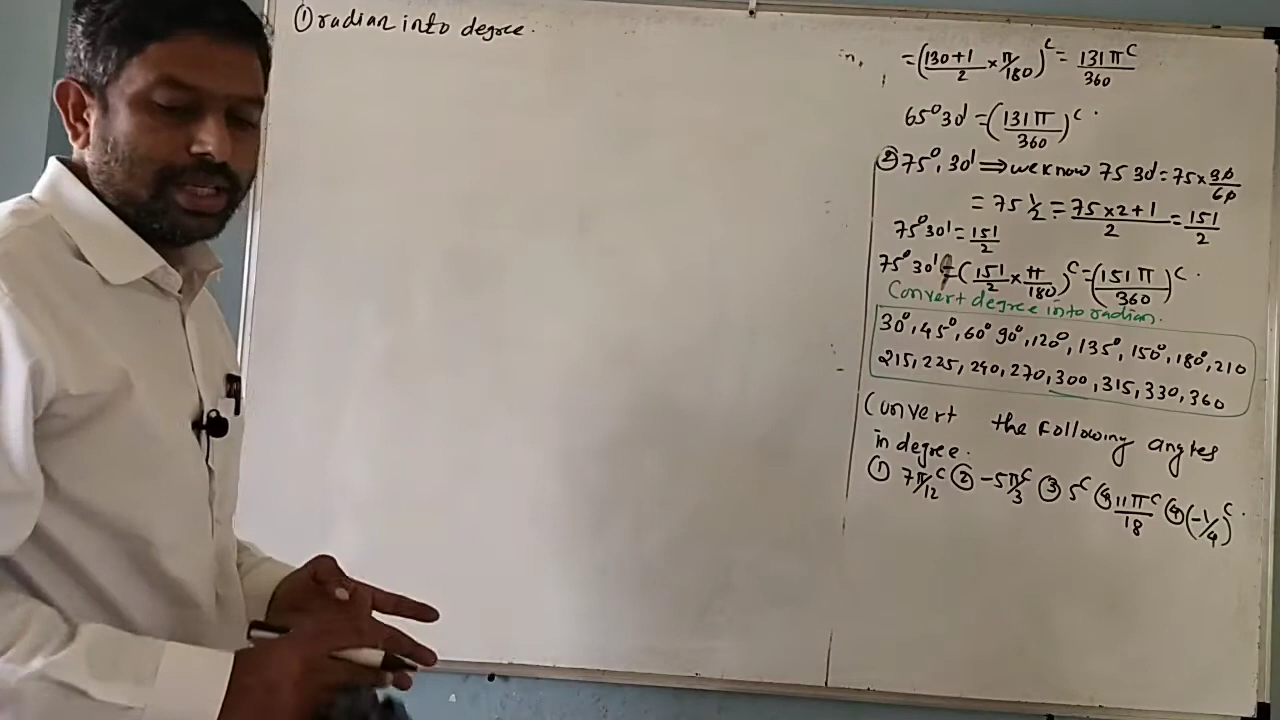 ① radian into degree.
= (130+1/2 × π/180)^c = 131π^c/360
65°30' = (131π/360)^c.
② 75°, 30' ⇒ we know 75 30' = 75 × 30/60
= 75 1/2 = 75×2+1/2 = 151/2
75°30' = 151/2
75°30' = (151/2 × π/180)^c = (151π/360)^c.
Convert degree into radian.
30°, 45°, 60° 90°, 120°, 135°, 150°, 180°, 210
215, 225, 240, 270, 300, 315, 330, 360
Convert the following angles
in degree.
① 7π/12^c ② -5π/3^c ③ 5^c ④ 11π^c/18 ④ (-1/4)^c.